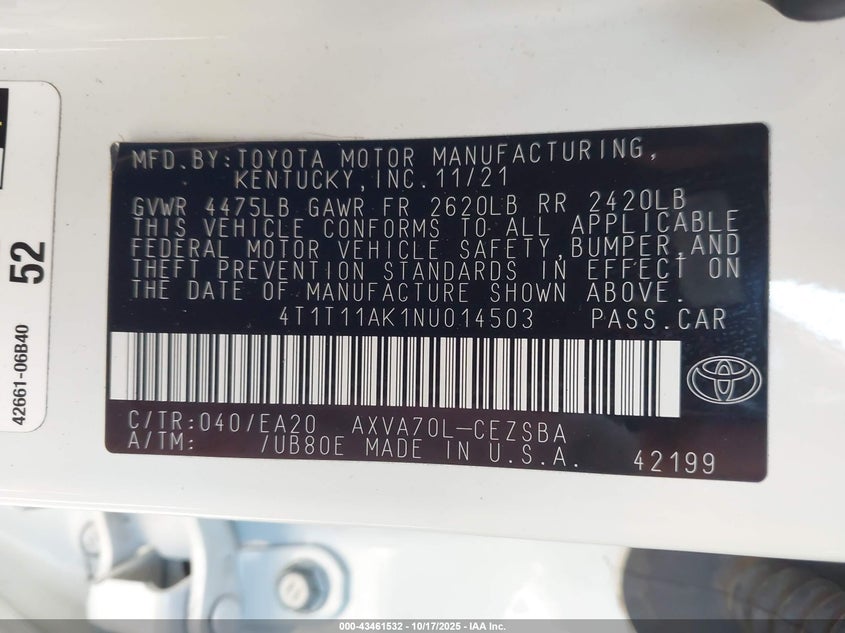 MFD.BY:TOYOTA MOTOR MANUFACTURING,
KENTUCKY,INC.11/21
GVWR 4475LB GAWR FR 2620LB RR 2420LB
THIS VEHICLE CONFORMS TO ALL APPLICABLE
FEDERAL MOTOR VEHICLE SAFETY,BUMPER,AND
THEFT PREVENTION STANDARDS IN EFFECT ON
THE DATE OF MANUFACTURE SHOWN ABOVE.
4T1T11AK1NU014503 PASS.CAR
C/TR:040/EA20 AXVA70L-CEZSBA
A/TM: /UB80E MADE IN U.S.A. 42199
52
42661-06B40
000-43461532 - 10/17/2025 - IAA Inc.